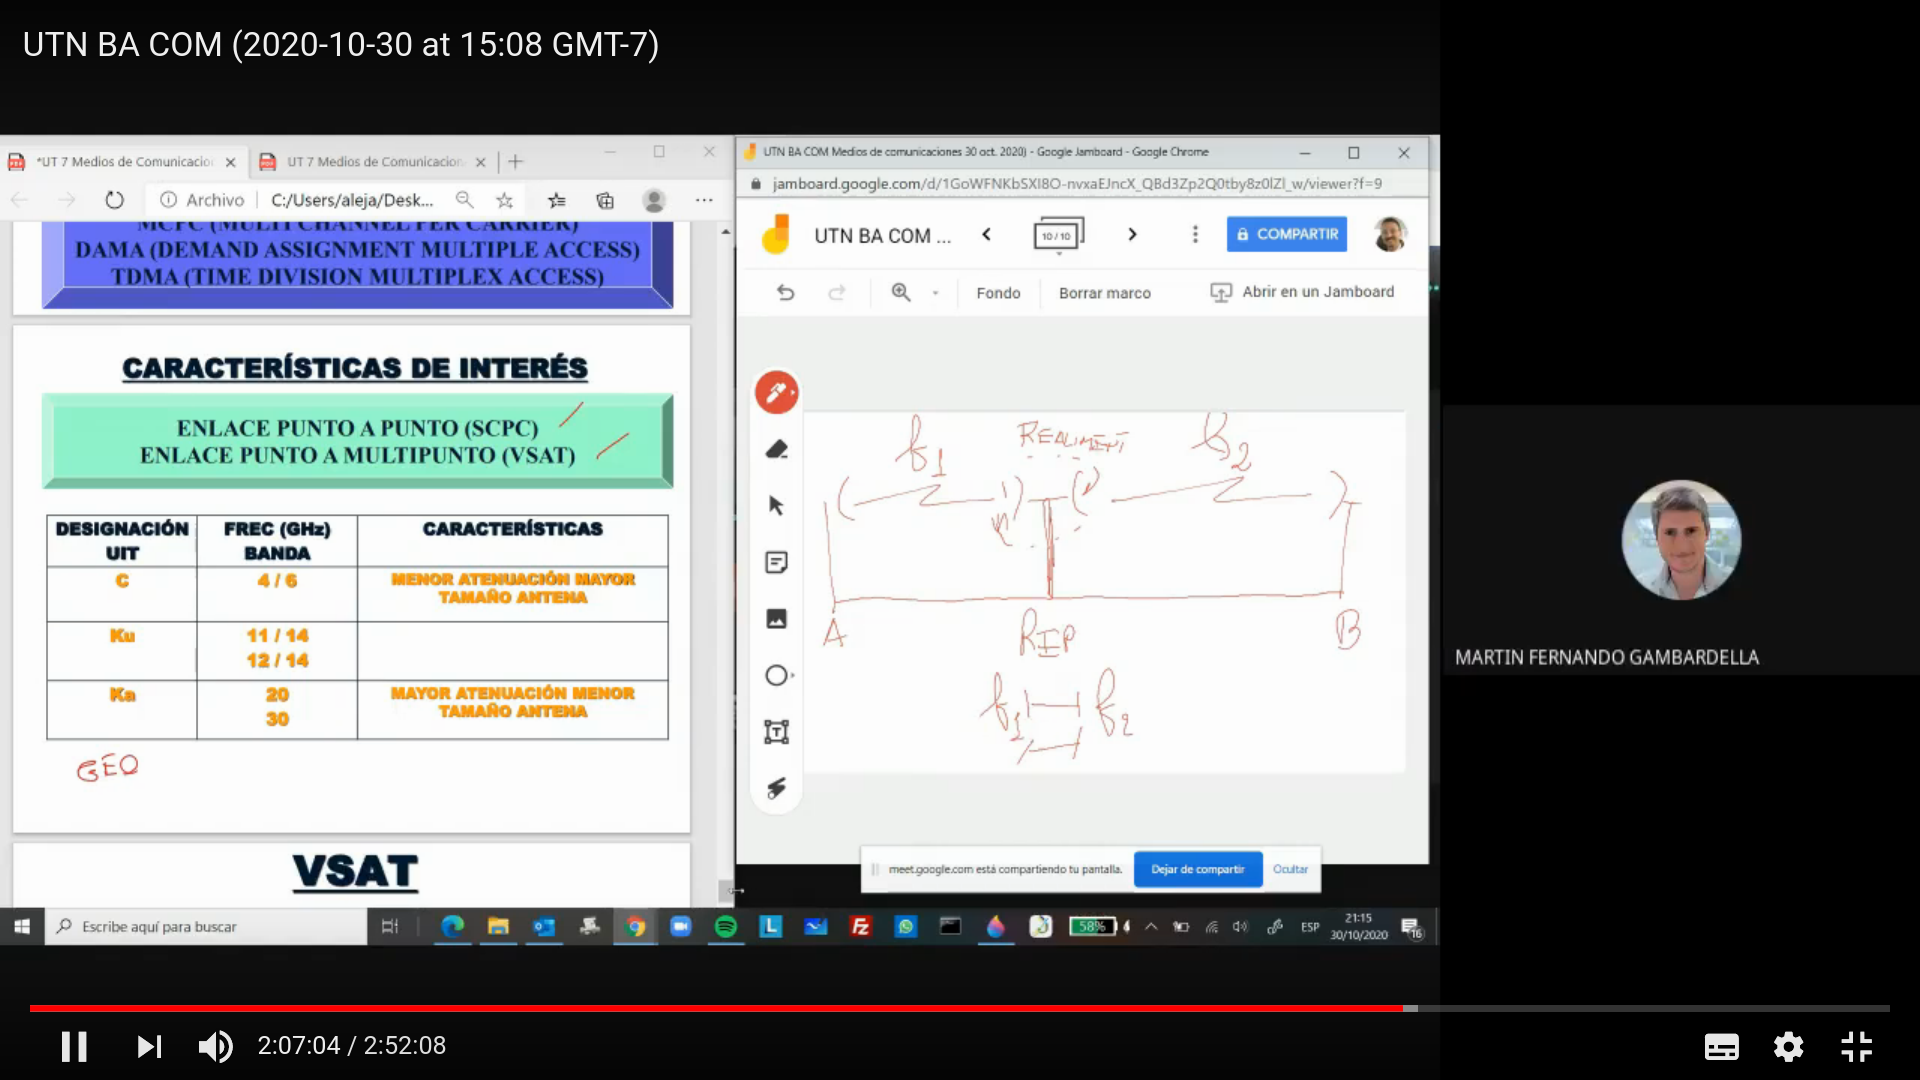 UTN BA COM (2020-10-30 at 15:08 GMT-7)
*UT 7 Medios de Comunicacio
UT 7 Medios de Comunicacion
Archivo
C:/Users/aleja/Desk...
MCPC (MULTI CHANNEL PER CARRIER)
DAMA (DEMAND ASSIGNMENT MULTIPLE ACCESS)
TDMA (TIME DIVISION MULTIPLEX ACCESS)
CARACTERÍSTICAS DE INTERÉS
ENLACE PUNTO A PUNTO (SCPC)
ENLACE PUNTO A MULTIPUNTO (VSAT)
DESIGNACIÓN UIT
FREC (GHz) BANDA
CARACTERÍSTICAS
C
4 / 6
MENOR ATENUACIÓN MAYOR
TAMAÑO ANTENA
Ku
11 / 14
12 / 14
Ka
20
30
MAYOR ATENUACIÓN MENOR
TAMAÑO ANTENA
GEO
VSAT
UTN BA COM Medios de comunicaciones 30 oct. 2020) - Google Jamboard - Google Chrome
jamboard.google.com/d/1GoWFNKbSXI8O-nvxaEJncX_QBd3Zp2Q0tby8z0lZl_w/viewer?f=9
UTN BA COM ...
10 / 10
COMPARTIR
Fondo
Borrar marco
Abrir en un Jamboard
f1
f2
A
REP
B
f1
f2
meet.google.com está compartiendo tu pantalla.
Dejar de compartir
Ocultar
Escribe aquí para buscar
58%
ESP
21:15
30/10/2020
16
MARTIN FERNANDO GAMBARDELLA
2:07:04 / 2:52:08